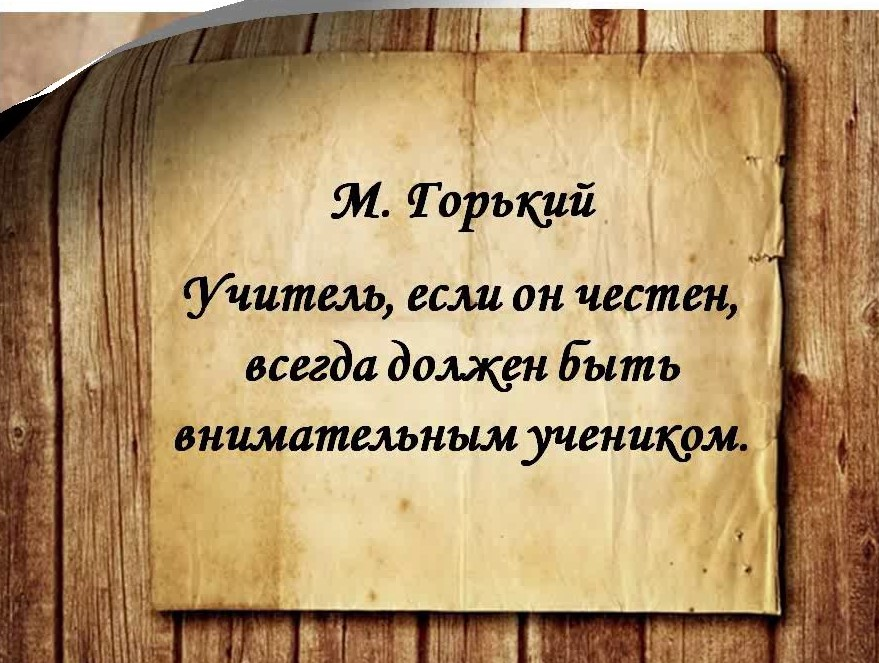 М. Горький
Учитель, если он честен,
всегда должен быть
внимательным учеником.